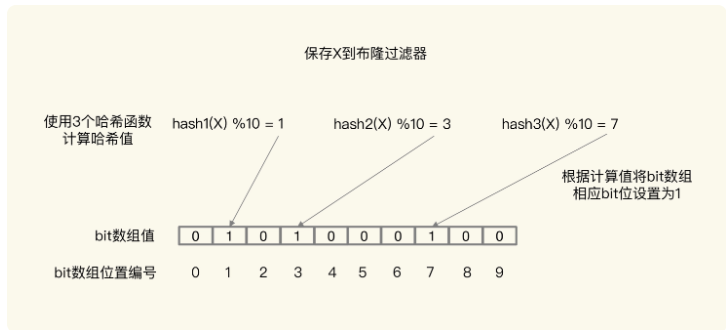 保存X到布隆过滤器
使用3个哈希函数
计算哈希值
hash1(X) %10 = 1
hash2(X) %10 = 3
hash3(X) %10 = 7
根据计算值将bit数组
相应bit位设置为1
bit数组值 0 1 0 1 0 0 0 1 0 0
bit数组位置编号 0 1 2 3 4 5 6 7 8 9